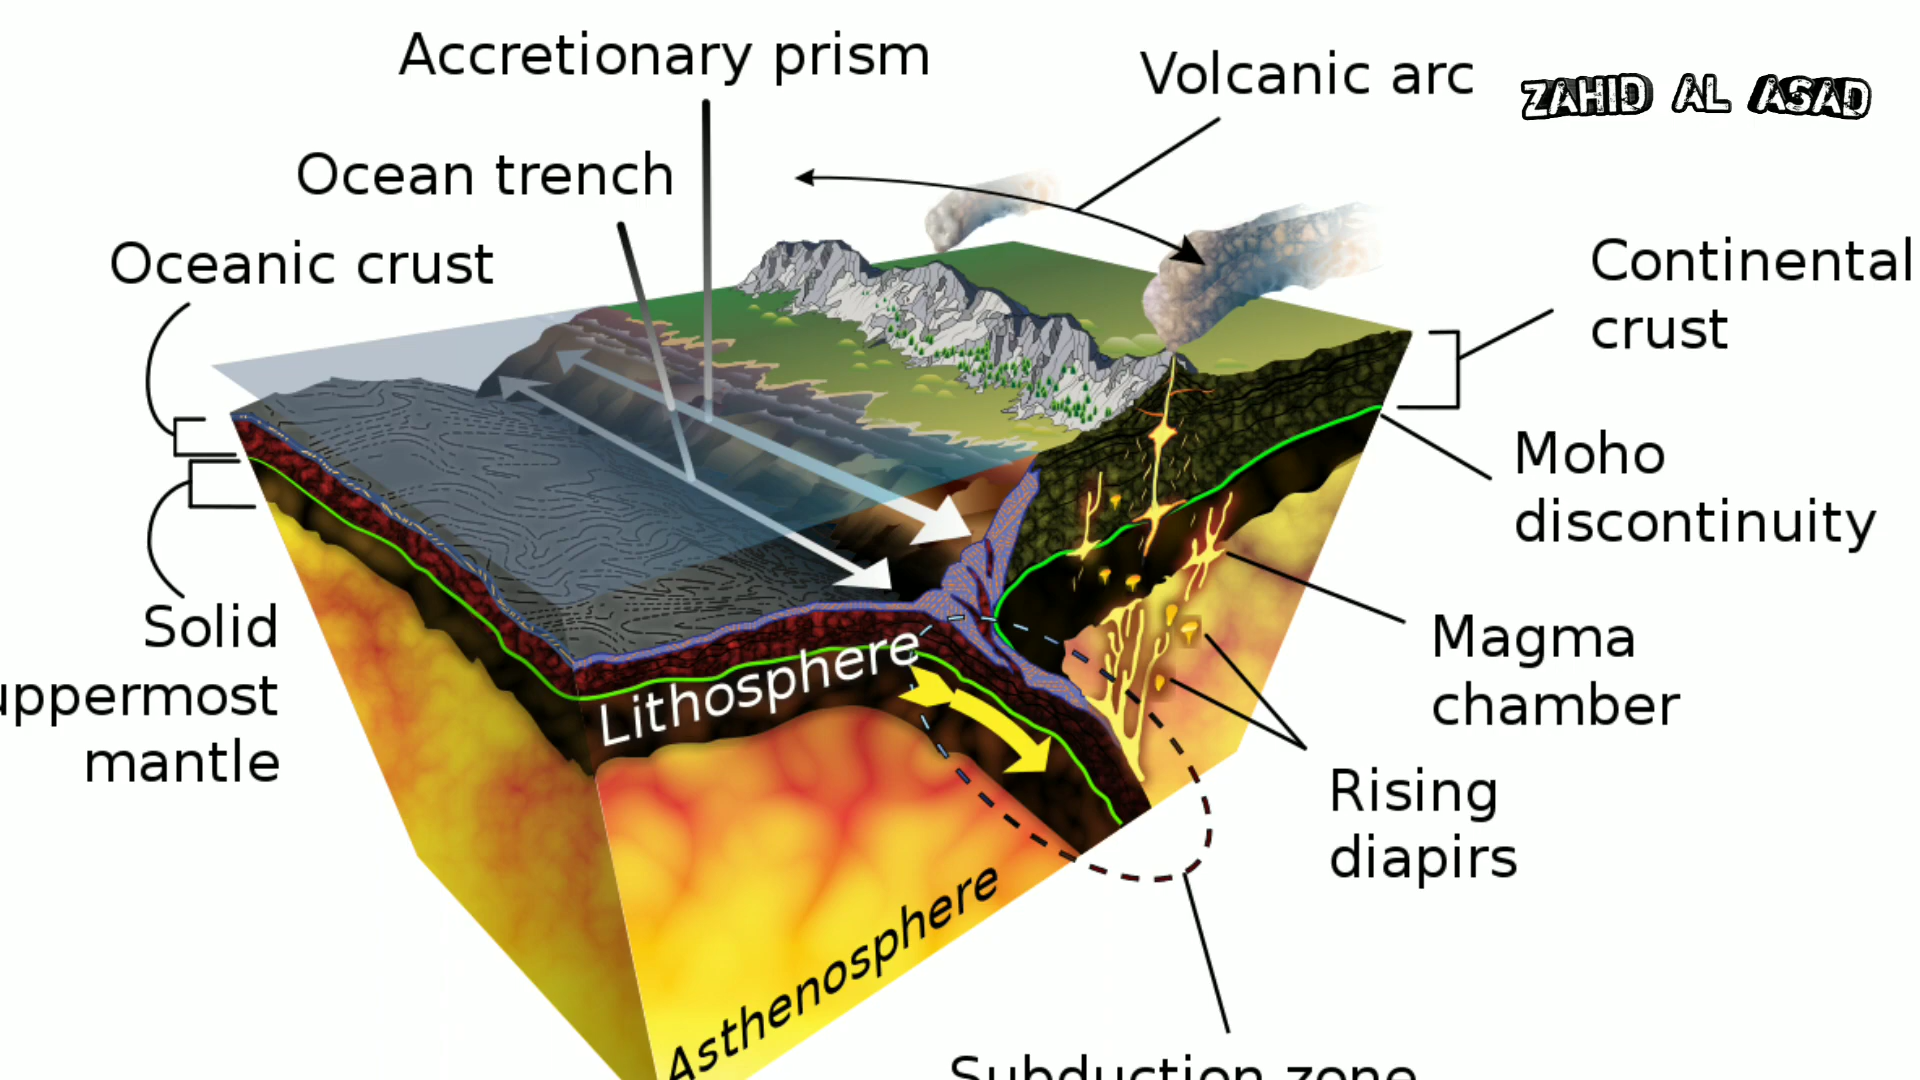 Accretionary prism
Volcanic arc
ZAHID AL ASAD
Ocean trench
Oceanic crust
Continental
crust
Moho
discontinuity
Solid
uppermost
mantle
Lithosphere
Magma
chamber
Rising
diapirs
Asthenosphere
Subduction zone